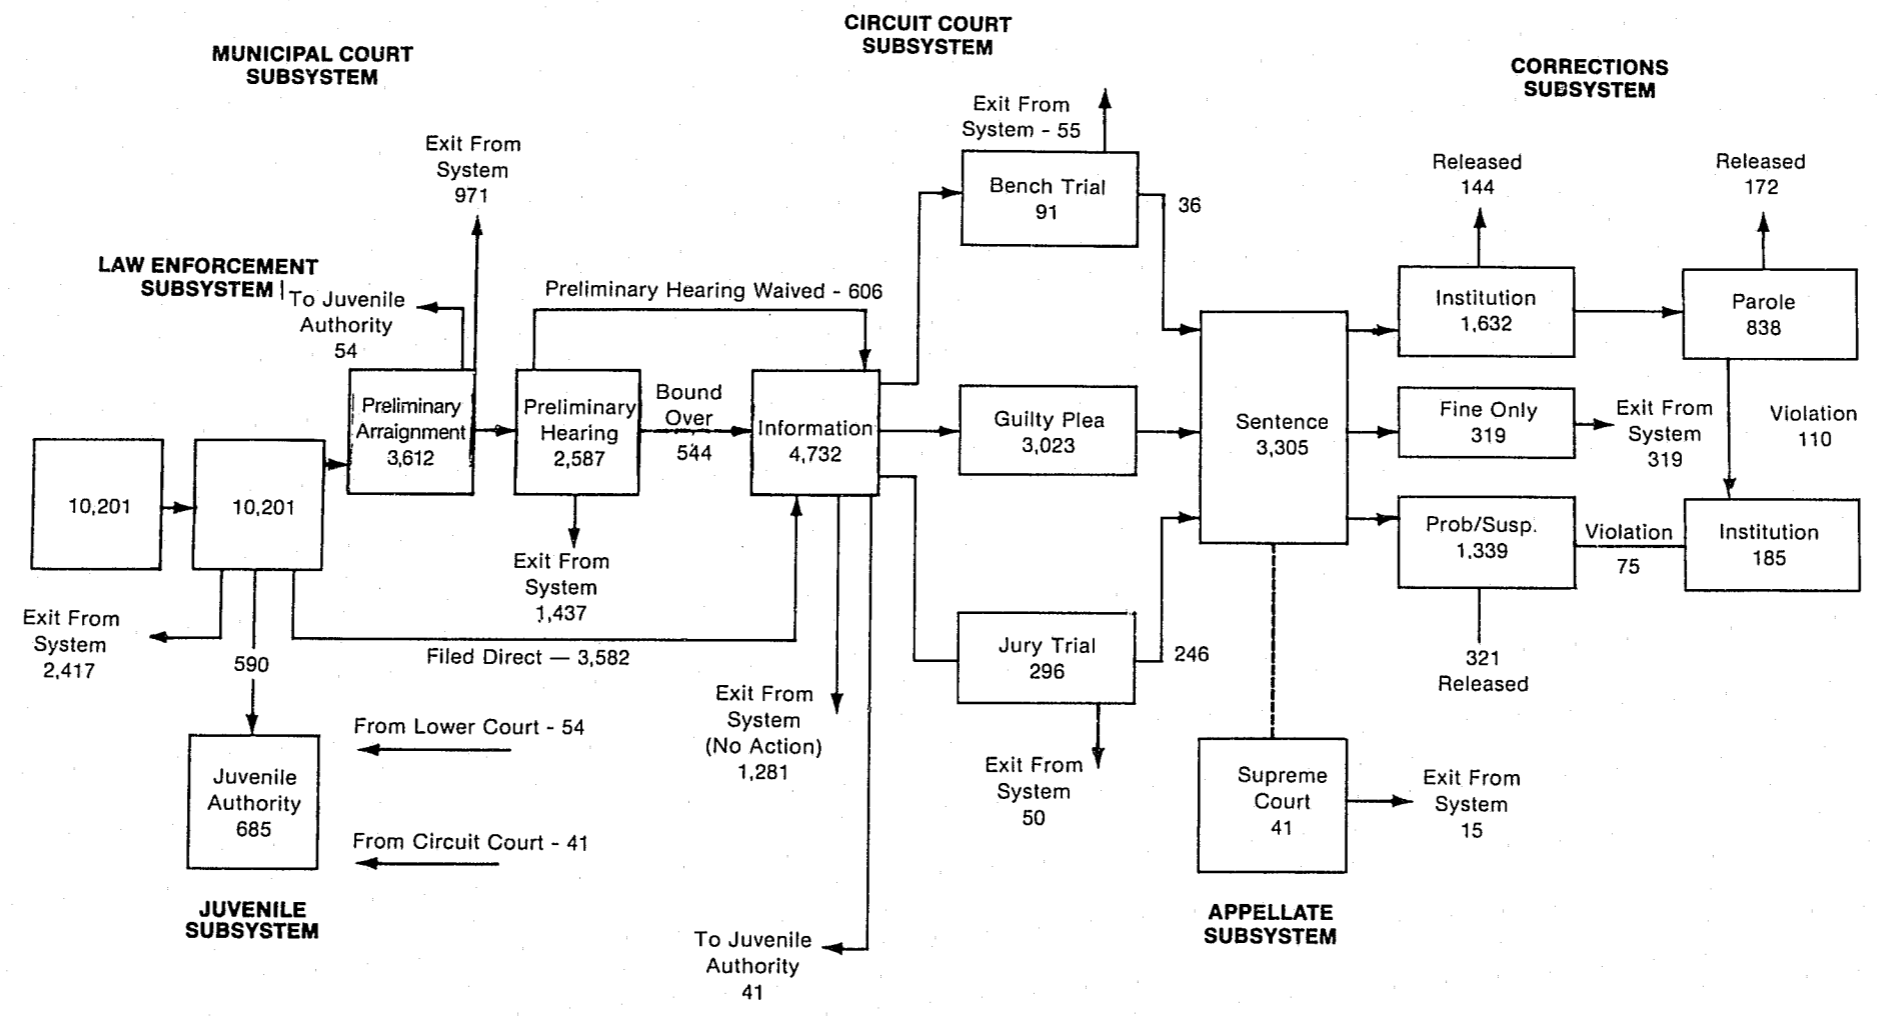 CIRCUIT COURT
SUBSYSTEM
MUNICIPAL COURT
SUBSYSTEM
CORRECTIONS
SUBSYSTEM
LAW ENFORCEMENT
SUBSYSTEM
Exit From
System
971
To Juvenile
Authority
54
Preliminary Hearing Waived - 606
Preliminary
Arraignment
3,612
Preliminary
Hearing
2,587
Bound
Over
544
Information
4,732
10,201
10,201
Exit From
System
2,417
590
Exit From
System
1,437
Filed Direct — 3,582
Juvenile
Authority
685
From Lower Court - 54
From Circuit Court - 41
JUVENILE
SUBSYSTEM
Exit From
System
(No Action)
1,281
To Juvenile
Authority
41
Exit From
System - 55
Bench Trial
91
36
Guilty Plea
3,023
Jury Trial
296
246
Exit From
System
50
Sentence
3,305
Supreme
Court
41
Exit From
System
15
APPELLATE
SUBSYSTEM
Released
144
Institution
1,632
Released
172
Parole
838
Fine Only
319
Exit From
System
319
Violation
110
Prob/Susp.
1,339
Violation
75
Institution
185
321
Released